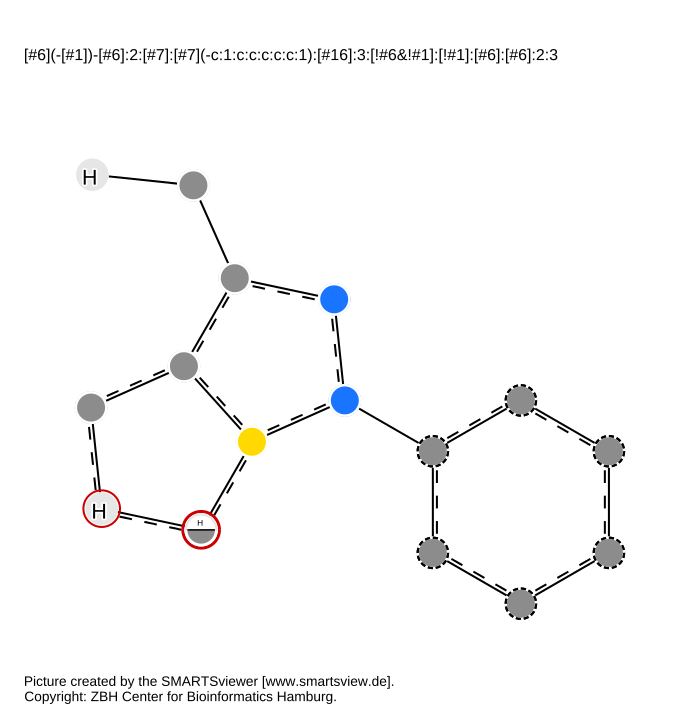 [#6](-[#1])-[#6]:2:[#7]:[#7](-c:1:c:c:c:c:c:1):[#16]:3:[!#6&!#1]:[!#1]:[#6]:[#6]:2:3
H
H
H
Picture created by the SMARTSviewer [www.smartsview.de].
Copyright: ZBH Center for Bioinformatics Hamburg.